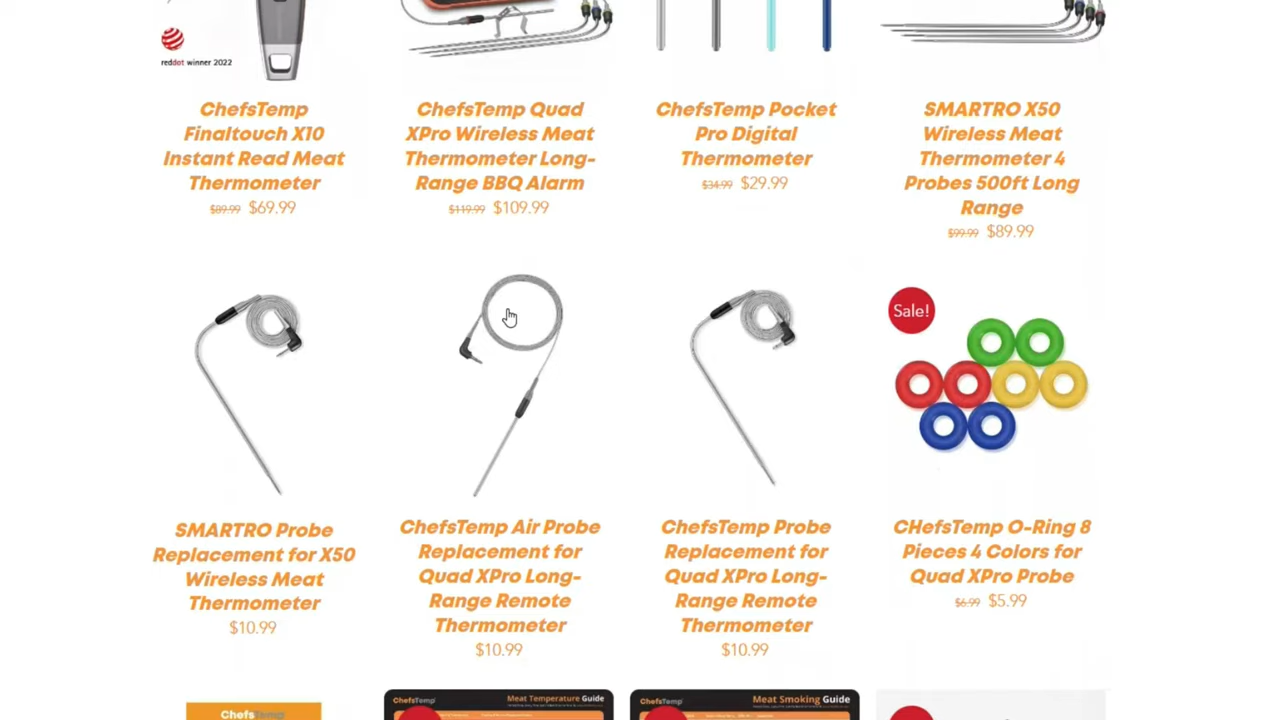 reddot winner 2022
ChefsTemp
Finaltouch X10
Instant Read Meat
Thermometer
$89.99 $69.99
ChefsTemp Quad
XPro Wireless Meat
Thermometer Long-
Range BBQ Alarm
$119.99 $109.99
ChefsTemp Pocket
Pro Digital
Thermometer
$34.99 $29.99
SMARTRO X50
Wireless Meat
Thermometer 4
Probes 500ft Long
Range
$99.99 $89.99
Sale!
SMARTRO Probe
Replacement for X50
Wireless Meat
Thermometer
$10.99
ChefsTemp Air Probe
Replacement for
Quad XPro Long-
Range Remote
Thermometer
$10.99
ChefsTemp Probe
Replacement for
Quad XPro Long-
Range Remote
Thermometer
$10.99
CHefsTemp O-Ring 8
Pieces 4 Colors for
Quad XPro Probe
$6.99 $5.99
ChefsTemp
ChefsTemp Meat Temperature Guide
ChefsTemp Meat Smoking Guide